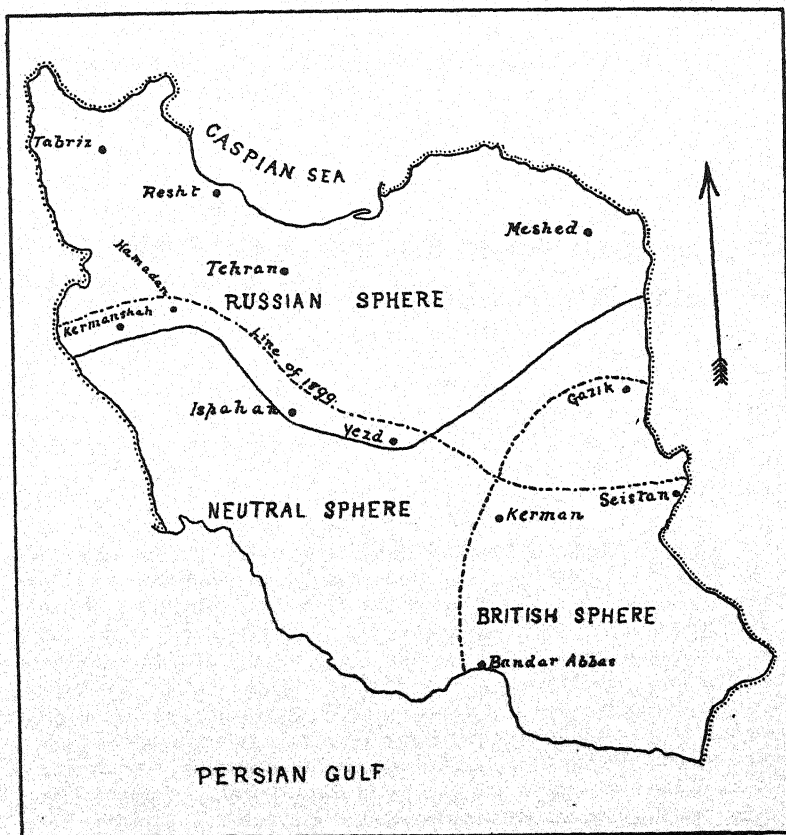 CASPIAN SEA
Tabriz
Resht
Meshed
Hamadan
Tehran
RUSSIAN SPHERE
Kermanshah
Line of 1899.
Gazik
Ispahan
Yezd
Seistan
NEUTRAL SPHERE
Kerman
BRITISH SPHERE
Bandar Abbas
PERSIAN GULF